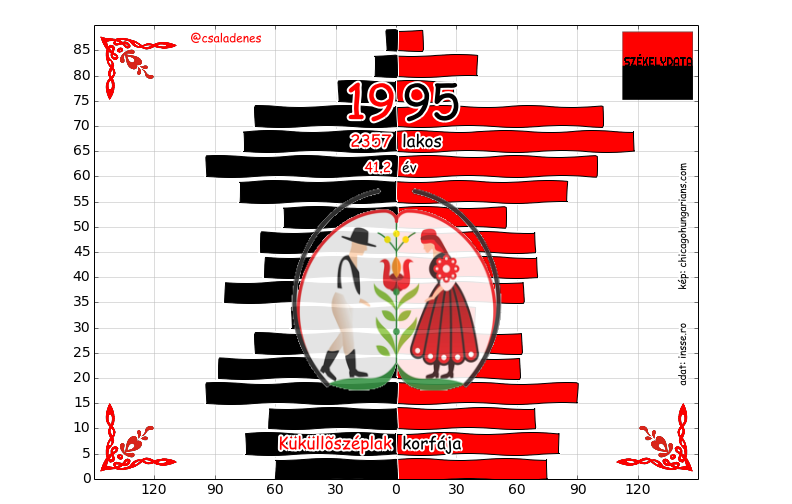 @csaladenes
SZÉKELYDATA
1995
2357 lakos
41,2 év
kép: chicagohungarians.com
adat: insse.ro
Küküllőszéplak korfája
85
80
75
70
65
60
55
50
45
40
35
30
25
20
15
10
5
0
120 90 60 30 0 30 60 90 120